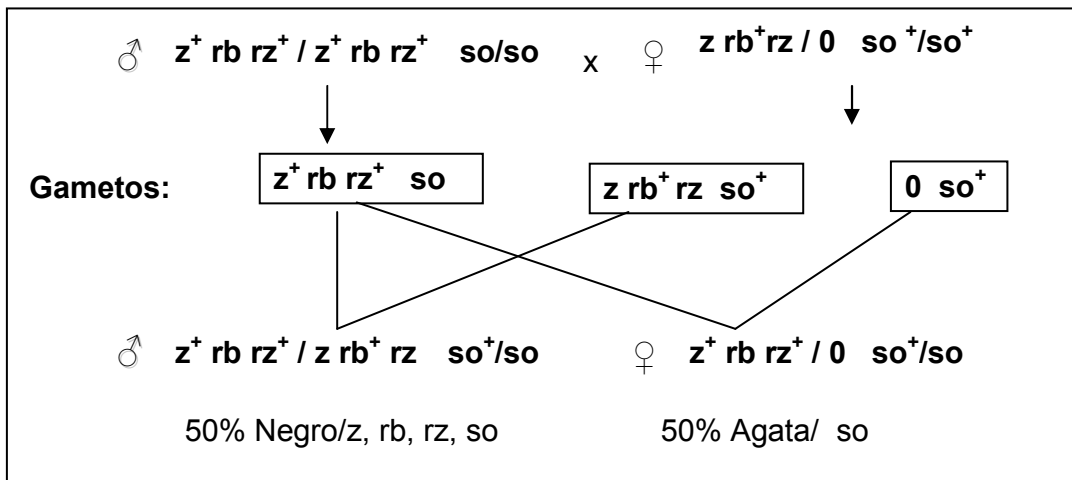 ♂ z⁺ rb rz⁺ / z⁺ rb rz⁺ so/so x ♀ z rb⁺rz / 0 so ⁺/so⁺
Gametos: z⁺ rb rz⁺ so z rb⁺ rz so⁺ 0 so⁺
♂ z⁺ rb rz⁺ / z rb⁺ rz so⁺/so ♀ z⁺ rb rz⁺ / 0 so⁺/so
50% Negro/z, rb, rz, so 50% Agata/ so